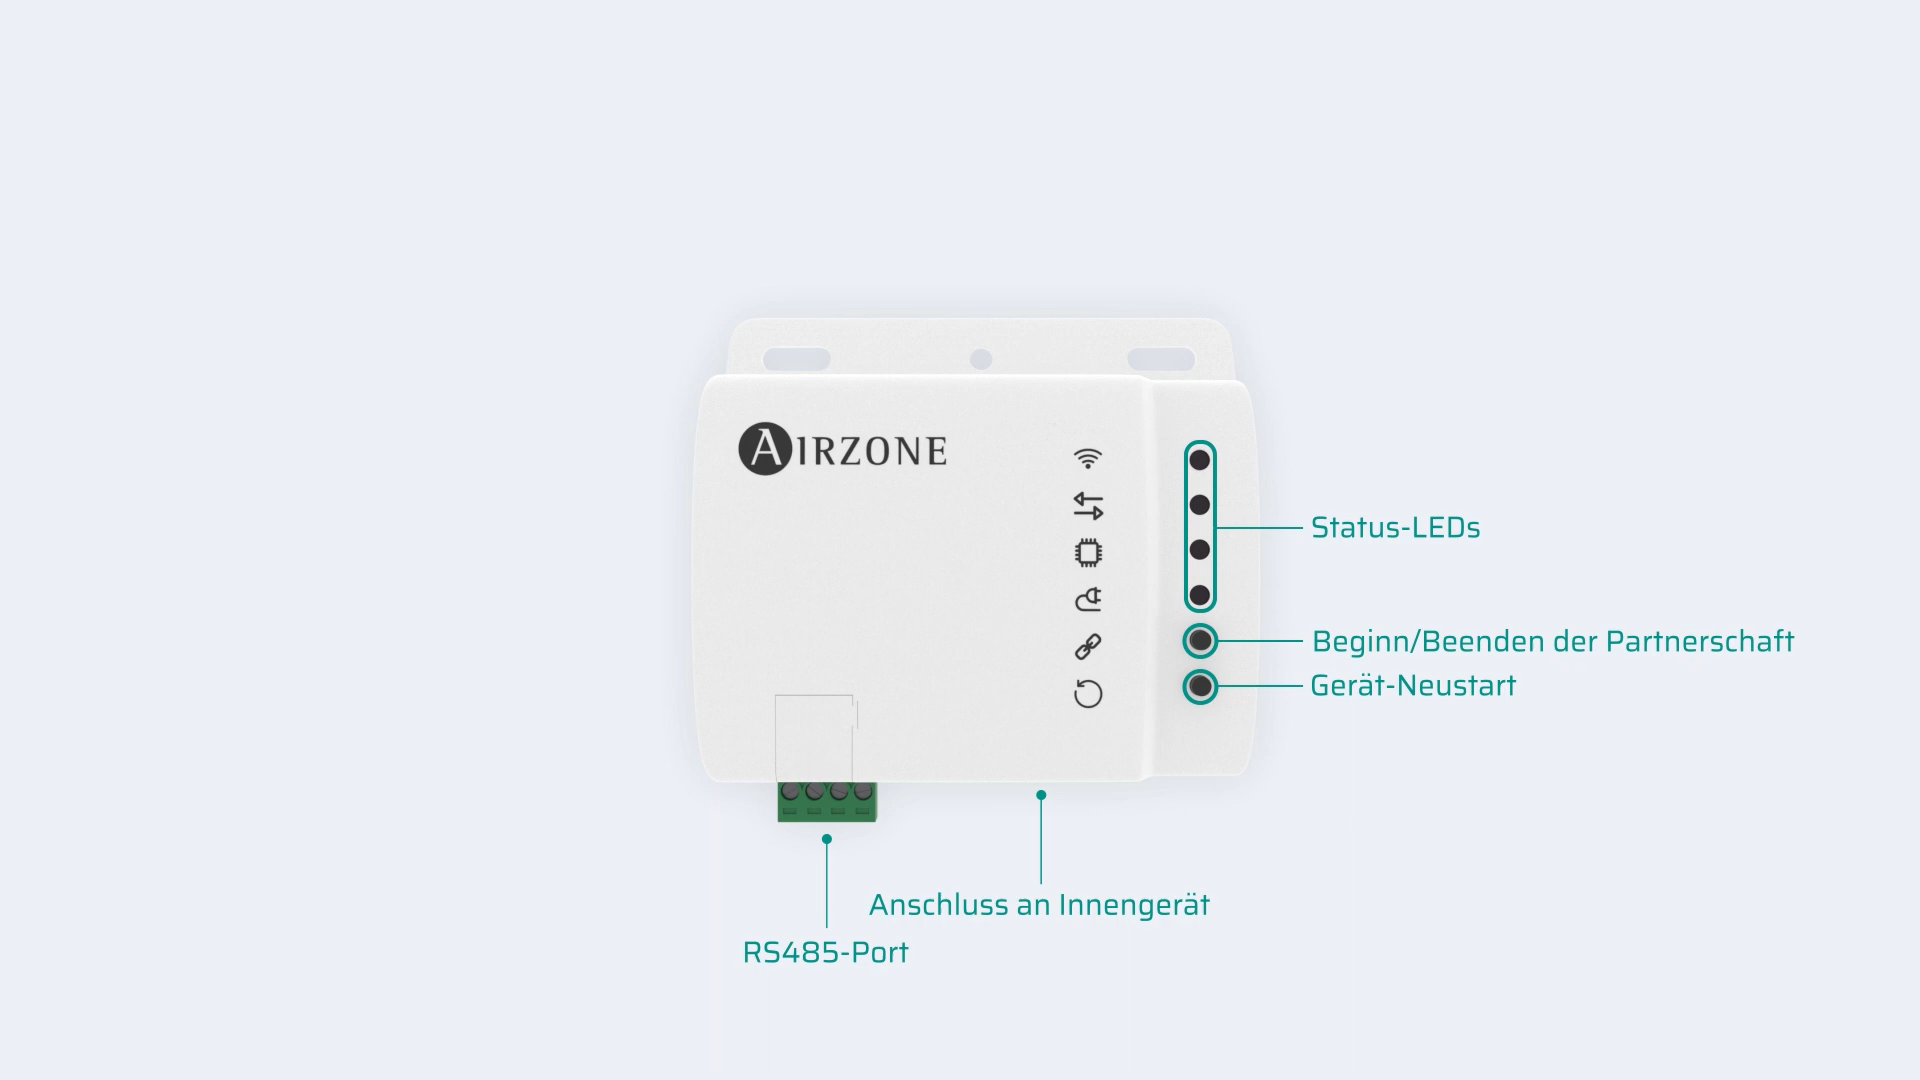 AIRZONE
Status-LEDs
Beginn/Beenden der Partnerschaft
Gerät-Neustart
Anschluss an Innengerät
RS485-Port